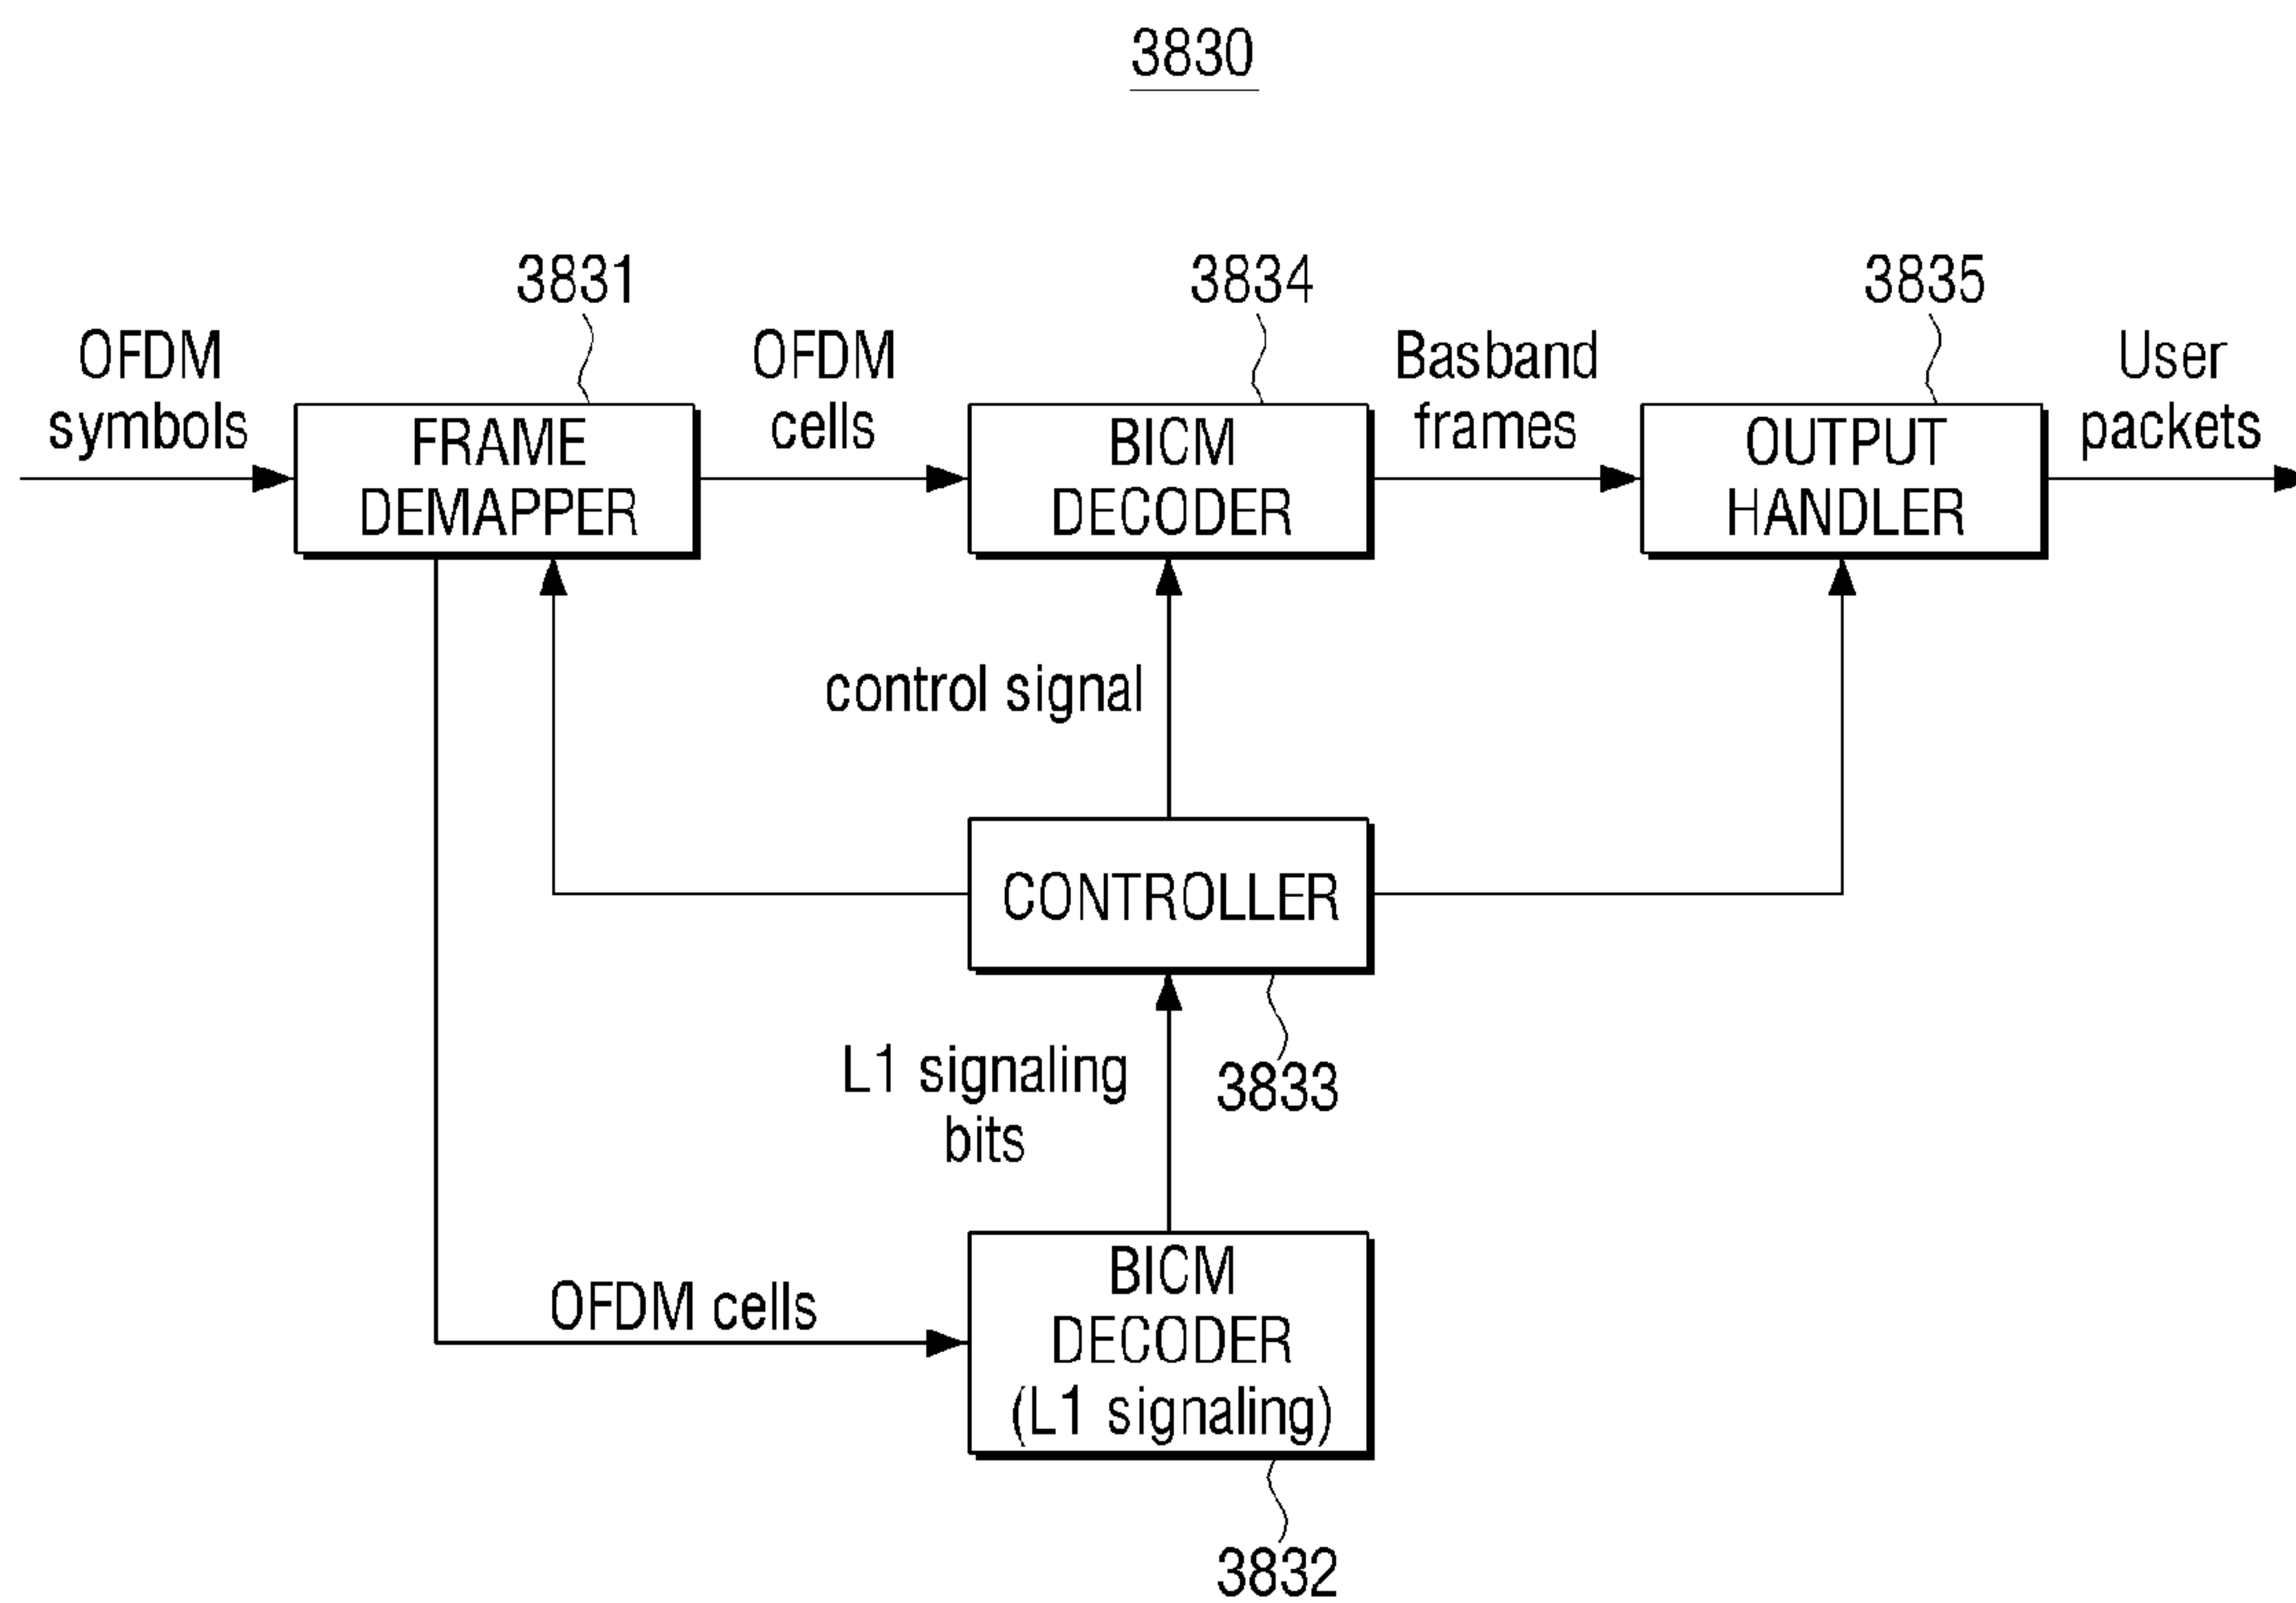 3830
3831
3834
3835
OFDM
symbols
OFDM
cells
Basband
frames
User
packets
FRAME
DEMAPPER
BICM
DECODER
OUTPUT
HANDLER
control signal
CONTROLLER
3833
L1 signaling
bits
OFDM cells
BICM
DECODER
(L1 signaling)
3832